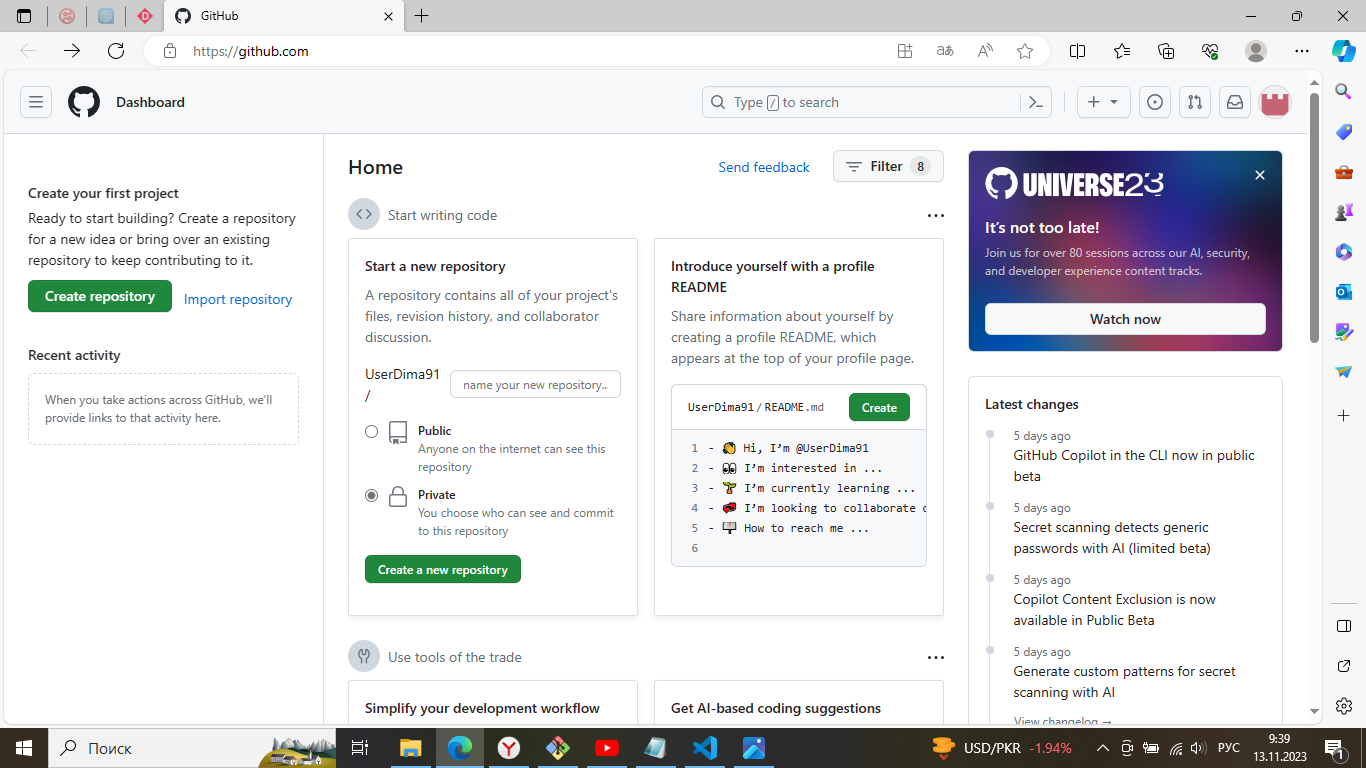 GitHub
https://github.com
Dashboard
Type / to search
Create your first project
Ready to start building? Create a repository
for a new idea or bring over an existing
repository to keep contributing to it.
Create repository
Import repository
Recent activity
When you take actions across GitHub, we'll
provide links to that activity here.
Home
Send feedback
Filter 8
Start writing code
Start a new repository
A repository contains all of your project's
files, revision history, and collaborator
discussion.
UserDima91
/
name your new repository...
Public
Anyone on the internet can see this
repository
Private
You choose who can see and commit
to this repository
Create a new repository
Introduce yourself with a profile
README
Share information about yourself by
creating a profile README, which
appears at the top of your profile page.
UserDima91 / README.md
Create
1 - 👋 Hi, I'm @UserDima91
2 - 👀 I'm interested in ...
3 - 🌱 I'm currently learning ...
4 - 💞️ I'm looking to collaborate
5 - 📫 How to reach me ...
6
Use tools of the trade
Simplify your development workflow
Get AI-based coding suggestions
UNIVERSE23
It's not too late!
Join us for over 80 sessions across our AI, security,
and developer experience content tracks.
Watch now
Latest changes
5 days ago
GitHub Copilot in the CLI now in public
beta
5 days ago
Secret scanning detects generic
passwords with AI (limited beta)
5 days ago
Copilot Content Exclusion is now
available in Public Beta
5 days ago
Generate custom patterns for secret
scanning with AI
View changelog →
Поиск
USD/PKR -1.94%
РУС
9:39
13.11.2023
1